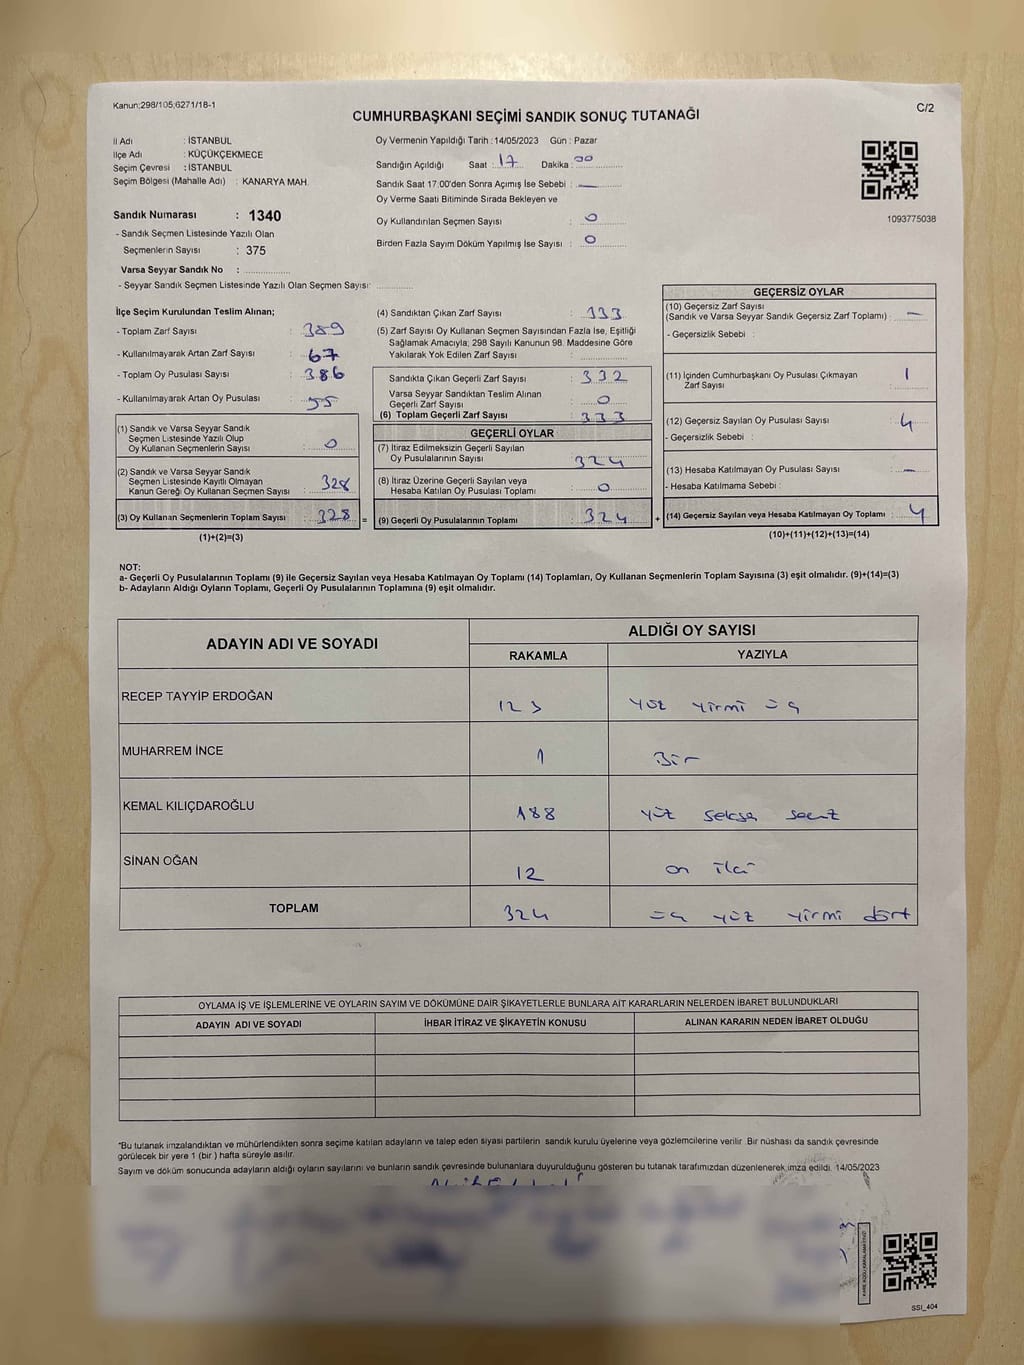 Kanun;298/105;6271/18-1
C/2
CUMHURBAŞKANI SEÇİMİ SANDIK SONUÇ TUTANAĞI
İl Adı : İSTANBUL
İlçe Adı : KÜÇÜKÇEKMECE
Seçim Çevresi : İSTANBUL
Seçim Bölgesi (Mahalle Adı) : KANARYA MAH.
Sandık Numarası : 1340
- Sandık Seçmen Listesinde Yazılı Olan
Seçmenlerin Sayısı : 375
Varsa Seyyar Sandık No :
- Seyyar Sandık Seçmen Listesinde Yazılı Olan Seçmen Sayısı:
Oy Vermenin Yapıldığı Tarih : 14/05/2023 Gün : Pazar
Sandığın Açıldığı Saat : 17 Dakika : 00
Sandık Saat 17.00'den Sonra Açımış İse Sebebi : —
Oy Verme Saati Bitiminde Sırada Bekleyen ve
Oy Kullandırılan Seçmen Sayısı : 0
Birden Fazla Sayım Döküm Yapılmış İse Sayısı : 0
1093775038
İlçe Seçim Kurulundan Teslim Alınan;
- Toplam Zarf Sayısı : 389
- Kullanılmayarak Artan Zarf Sayısı : 67
- Toplam Oy Pusulası Sayısı : 386
- Kullanılmayarak Artan Oy Pusulası : 55
(1) Sandık ve Varsa Seyyar Sandık
Seçmen Listesinde Yazılı Olup
Oy Kullanan Seçmenlerin Sayısı : 0
(2) Sandık ve Varsa Seyyar Sandık
Seçmen Listesinde Kayıtlı Olmayan
Kanun Gereği Oy Kullanan Seçmen Sayısı : 328
(3) Oy Kullanan Seçmenlerin Toplam Sayısı : 328 =
(1)+(2)=(3)
(4) Sandıktan Çıkan Zarf Sayısı : 333
(5) Zarf Sayısı Oy Kullanan Seçmen Sayısından Fazla İse, Eşitliği
Sağlamak Amacıyla; 298 Sayılı Kanunun 98. Maddesine Göre
Yakılarak Yok Edilen Zarf Sayısı :
Sandıkta Çıkan Geçerli Zarf Sayısı : 332
Varsa Seyyar Sandıktan Teslim Alınan
Geçerli Zarf Sayısı : 0
(6) Toplam Geçerli Zarf Sayısı : 333
GEÇERLİ OYLAR
(7) İtiraz Edilmeksizin Geçerli Sayılan
Oy Pusulalarının Sayısı : 324
(8) İtiraz Üzerine Geçerli Sayılan veya
Hesaba Katılan Oy Pusulası Toplamı : 0
(9) Geçerli Oy Pusulalarının Toplamı : 324 +
GEÇERSİZ OYLAR
(10) Geçersiz Zarf Sayısı
(Sandık ve Varsa Seyyar Sandık Geçersiz Zarf Toplamı) : —
- Geçersizlik Sebebi :
(11) İçinden Cumhurbaşkanı Oy Pusulası Çıkmayan
Zarf Sayısı : 1
(12) Geçersiz Sayılan Oy Pusulası Sayısı : 4
- Geçersizlik Sebebi :
(13) Hesaba Katılmayan Oy Pusulası Sayısı : —
- Hesaba Katılmama Sebebi :
(14) Geçersiz Sayılan veya Hesaba Katılmayan Oy Toplamı : 4
(10)+(11)+(12)+(13)=(14)
NOT:
a- Geçerli Oy Pusulalarının Toplamı (9) ile Geçersiz Sayılan veya Hesaba Katılmayan Oy Toplamı (14) Toplamları, Oy Kullanan Seçmenlerin Toplam Sayısına (3) eşit olmalıdır. (9)+(14)=(3)
b- Adayların Aldığı Oyların Toplamı, Geçerli Oy Pusulalarının Toplamına (9) eşit olmalıdır.
ADAYIN ADI VE SOYADI ALDIĞI OY SAYISI
RAKAMLA YAZIYLA
RECEP TAYYİP ERDOĞAN 123 yüz yirmi üç
MUHARREM İNCE 1 Bir
KEMAL KILIÇDAROĞLU 188 yüz seksen sekiz
SİNAN OĞAN 12 on iki
TOPLAM 324 üç yüz yirmi dört
OYLAMA İŞ VE İŞLEMLERİNE VE OYLARIN SAYIM VE DÖKÜMÜNE DAİR ŞİKAYETLERLE BUNLARA AİT KARARLARIN NELERDEN İBARET BULUNDUKLARI
ADAYIN ADI VE SOYADI İHBAR İTİRAZ VE ŞİKAYETİN KONUSU ALINAN KARARIN NEDEN İBARET OLDUĞU
*Bu tutanak imzalandıktan ve mühürlendikten sonra seçime katılan adayların ve talep eden siyasi partilerin sandık kurulu üyelerine veya gözlemcilerine verilir. Bir nüshası da sandık çevresinde
görülecek bir yere 1 (bir) hafta süreyle asılır.
Sayım ve döküm sonucunda adayların aldığı oyların sayılarını ve bunların sandık çevresinde bulunanlara duyurulduğunu gösteren bu tutanak tarafımızdan düzenlenerek imza edildi. 14/05/2023
KARE KODU KARALAMAYINIZ
SSI_404